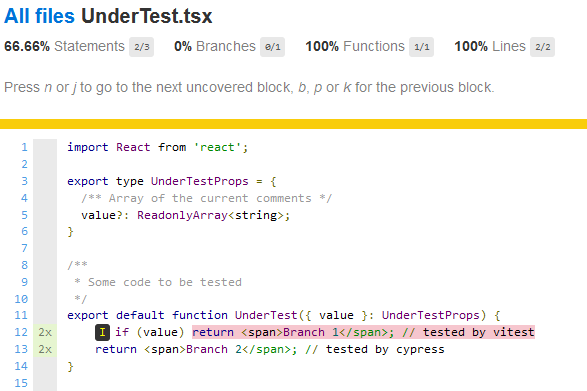 All files UnderTest.tsx
66.66% Statements 2/3 0% Branches 0/1 100% Functions 1/1 100% Lines 2/2
Press n or j to go to the next uncovered block, b, p or k for the previous block.
1 import React from 'react';
2
3 export type UnderTestProps = {
4 /** Array of the current comments */
5 value?: ReadonlyArray<string>;
6 }
7
8 /**
9 * Some code to be tested
10 */
11 export default function UnderTest({ value }: UnderTestProps) {
12 2x I if (value) return <span>Branch 1</span>; // tested by vitest
13 2x return <span>Branch 2</span>; // tested by cypress
14 }
15